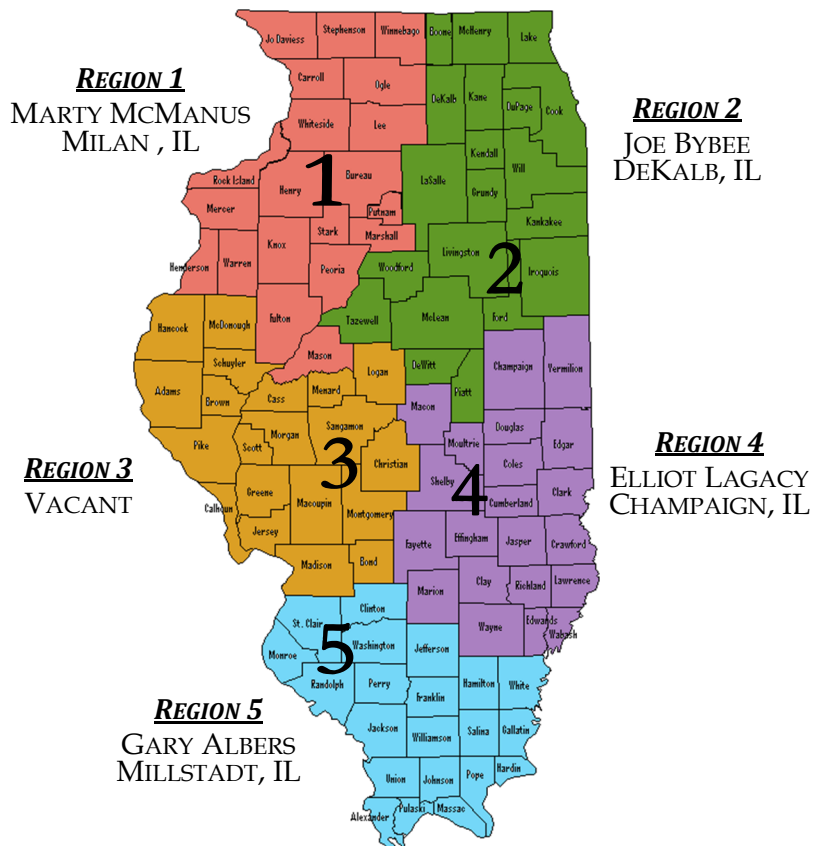 REGION 1
MARTY MCMANUS
MILAN , IL
REGION 2
JOE BYBEE
DEKALB, IL
REGION 3
VACANT
REGION 4
ELLIOT LAGACY
CHAMPAIGN, IL
REGION 5
GARY ALBERS
MILLSTADT, IL
1
2
3
4
5
Jo Daviess
Stephenson
Winnebago
Boone
McHenry
Lake
Carroll
Ogle
DeKalb
Kane
DuPage
Cook
Whiteside
Lee
Kendall
Will
LaSalle
Grundy
Rock Island
Henry
Bureau
Putnam
Mercer
Stark
Marshall
Kankakee
Knox
Livingston
Iroquois
Henderson
Warren
Peoria
Woodford
Fulton
Tazewell
McLean
Ford
Hancock
McDonough
Mason
Schuyler
Logan
DeWitt
Champaign
Vermilion
Adams
Brown
Cass
Menard
Piatt
Macon
Pike
Scott
Morgan
Sangamon
Christian
Moultrie
Douglas
Edgar
Coles
Shelby
Greene
Macoupin
Montgomery
Cumberland
Clark
Calhoun
Jersey
Fayette
Effingham
Jasper
Crawford
Madison
Bond
Clay
Richland
Lawrence
Marion
Clinton
St. Clair
Wayne
Edwards
Wabash
Washington
Jefferson
Monroe
Randolph
Perry
Franklin
Hamilton
White
Jackson
Williamson
Salina
Gallatin
Union
Johnson
Pope
Hardin
Alexander
Pulaski
Massac